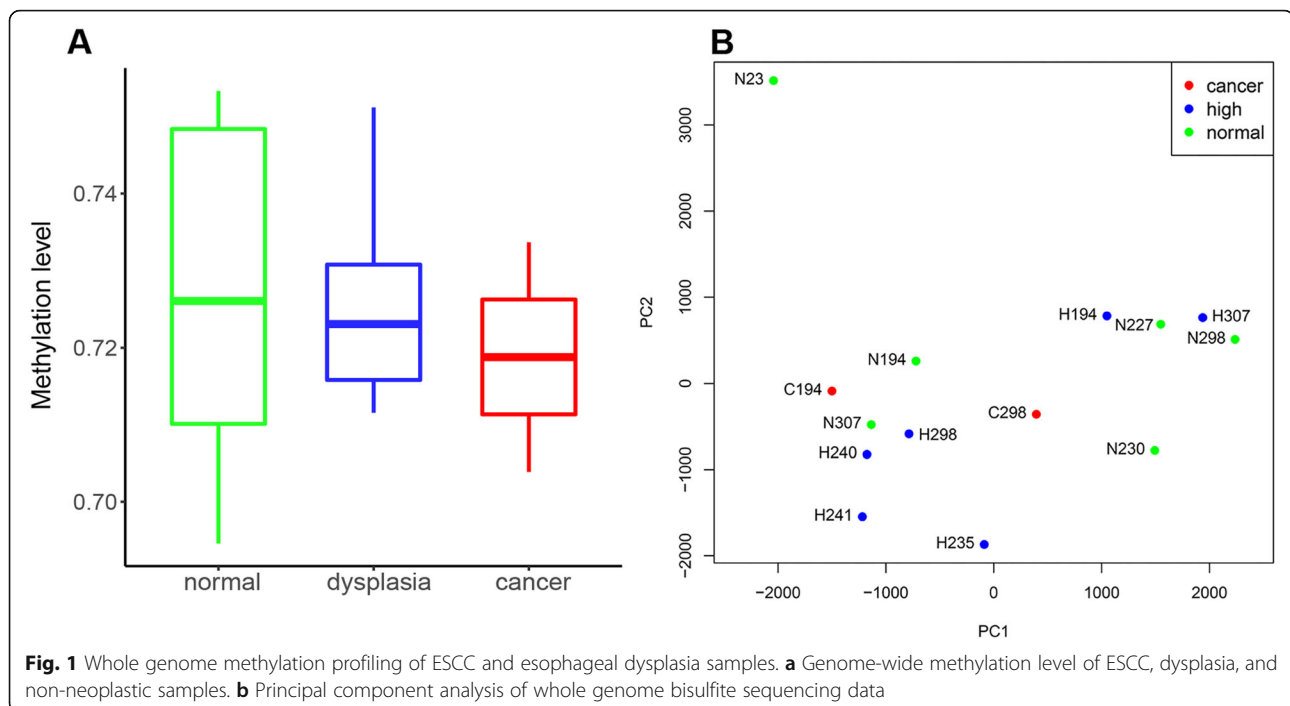 A
Methylation level
0.74
0.72
0.70
normal
dysplasia
cancer
B
cancer
high
normal
PC2
3000
2000
1000
0
−1000
−2000
N23
H194
N227
H307
N298
N194
C194
N307
H298
C298
H240
N230
H241
H235
−2000
−1000
0
1000
2000
PC1
Fig. 1 Whole genome methylation profiling of ESCC and esophageal dysplasia samples. a Genome-wide methylation level of ESCC, dysplasia, and
non-neoplastic samples. b Principal component analysis of whole genome bisulfite sequencing data